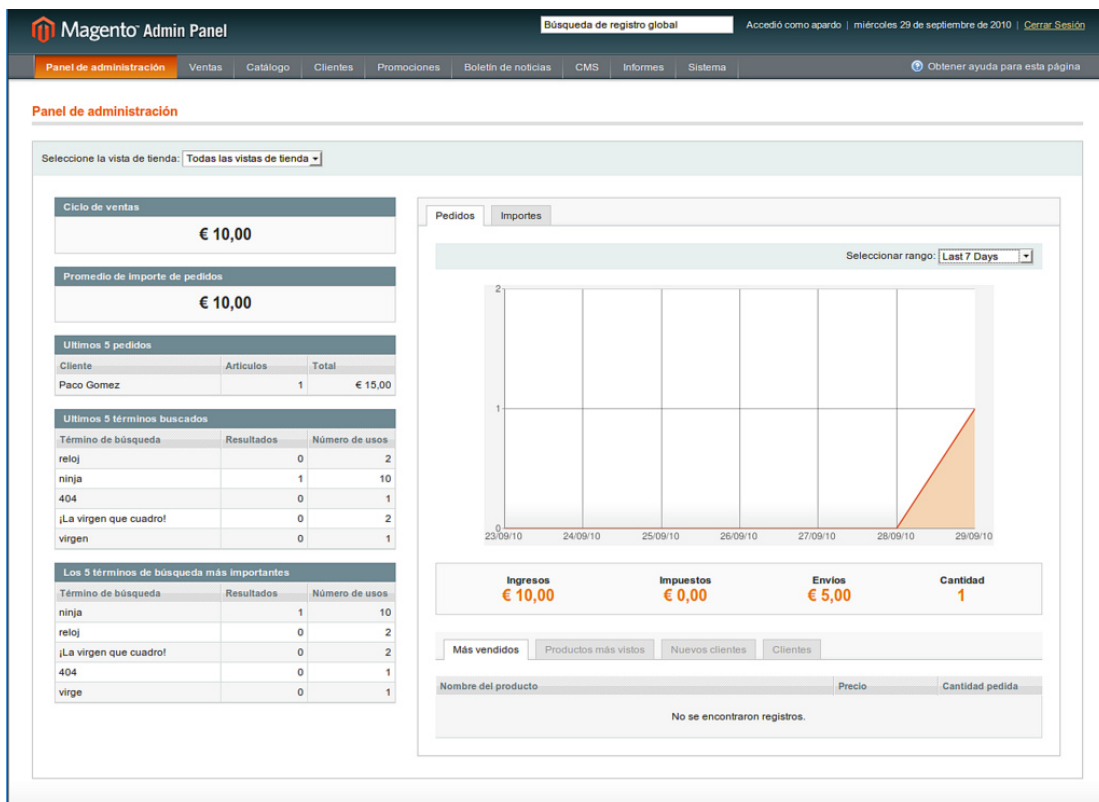 Magento™ Admin Panel
Búsqueda de registro global
Accedió como apardo | miércoles 29 de septiembre de 2010 | Cerrar Sesión
Panel de administración Ventas Catálogo Clientes Promociones Boletín de noticias CMS Informes Sistema
Obtener ayuda para esta página
Panel de administración
Seleccione la vista de tienda: Todas las vistas de tienda
Ciclo de ventas
€ 10,00
Promedio de importe de pedidos
€ 10,00
Ultimos 5 pedidos
Cliente Articulos Total
Paco Gomez 1 € 15,00
Ultimos 5 términos buscados
Término de búsqueda Resultados Número de usos
reloj 0 2
ninja 1 10
404 0 1
¡La virgen que cuadro! 0 2
virgen 0 1
Los 5 términos de búsqueda más importantes
Término de búsqueda Resultados Número de usos
ninja 1 10
reloj 0 2
¡La virgen que cuadro! 0 2
404 0 1
virge 0 1
Pedidos Importes
Seleccionar rango: Last 7 Days
2
1
0
23/09/10 24/09/10 25/09/10 26/09/10 27/09/10 28/09/10 29/09/10
Ingresos Impuestos Envíos Cantidad
€ 10,00 € 0,00 € 5,00 1
Más vendidos Productos más vistos Nuevos clientes Clientes
Nombre del producto Precio Cantidad pedida
No se encontraron registros.